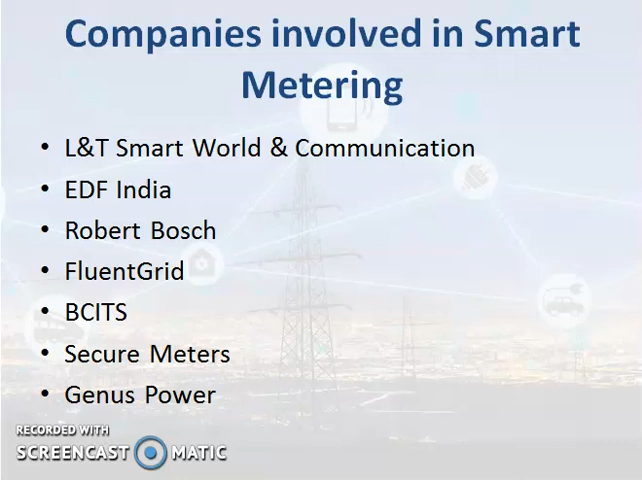 Companies involved in Smart
Metering
• L&T Smart World & Communication
• EDF India
• Robert Bosch
• FluentGrid
• BCITS
• Secure Meters
• Genus Power
RECORDED WITH
SCREENCAST MATIC